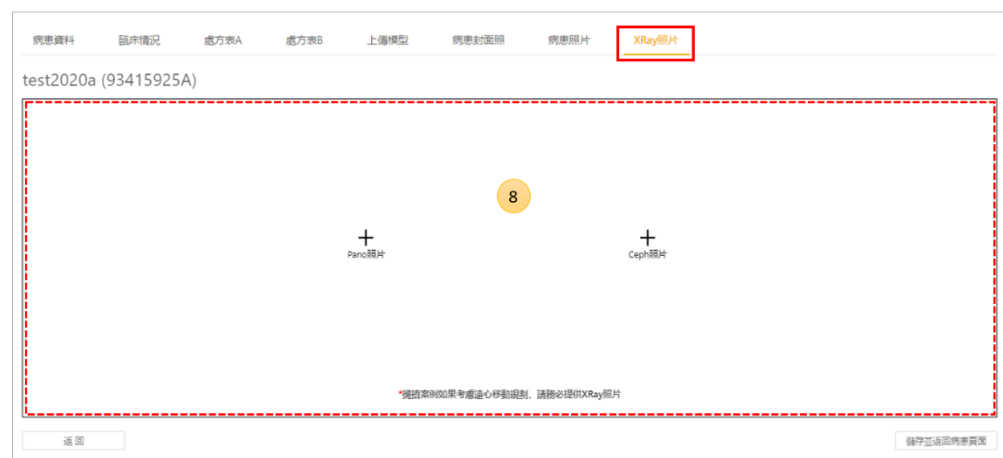 病患資料 臨床情況 處方表A 處方表B 上傳模型 病患封面照 病患照片 XRay照片
test2020a (93415925A)
8
Pano照片 Ceph照片
*擁擠案例如果考慮遠心移動規劃，請務必提供XRay照片
返回 儲存並返回病患頁面